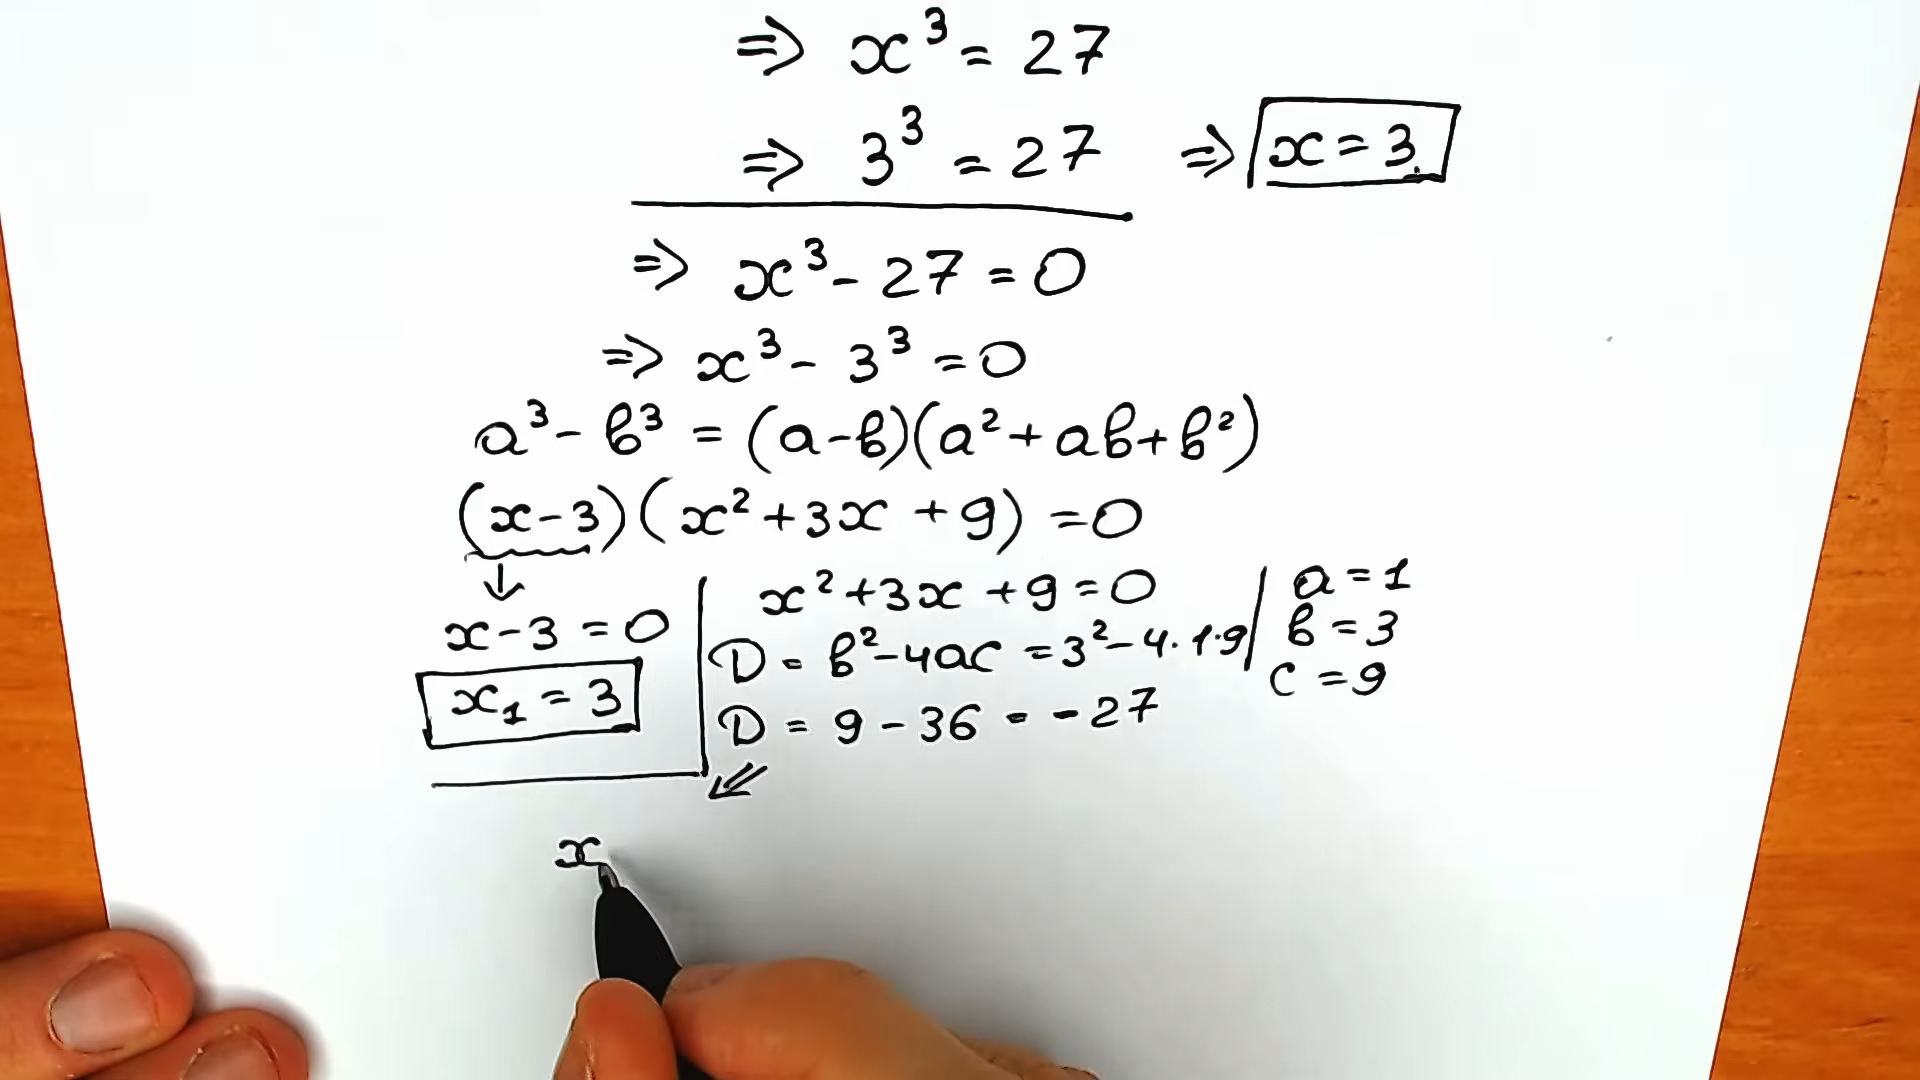 ⇒ x³ = 27
⇒ 3³ = 27 ⇒ x = 3.
⇒ x³ - 27 = 0
⇒ x³ - 3³ = 0
a³ - b³ = (a-b)(a² + ab + b²)
(x-3)(x² + 3x + 9) = 0
↓
x - 3 = 0
x₁ = 3
x² + 3x + 9 = 0
D = b² - 4ac = 3² - 4·1·9
D = 9 - 36 = -27
a = 1
b = 3
c = 9
x